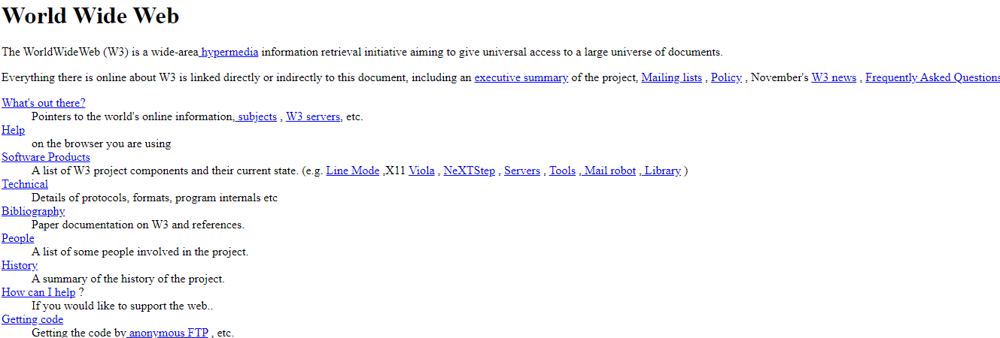 World Wide Web
The WorldWideWeb (W3) is a wide-area hypermedia information retrieval initiative aiming to give universal access to a large universe of documents.
Everything there is online about W3 is linked directly or indirectly to this document, including an executive summary of the project, Mailing lists , Policy , November's W3 news , Frequently Asked Questions
What's out there?
Pointers to the world's online information, subjects , W3 servers, etc.
Help
on the browser you are using
Software Products
A list of W3 project components and their current state. (e.g. Line Mode ,X11 Viola , NeXTStep , Servers , Tools , Mail robot , Library )
Technical
Details of protocols, formats, program internals etc
Bibliography
Paper documentation on W3 and references.
People
A list of some people involved in the project.
History
A summary of the history of the project.
How can I help ?
If you would like to support the web..
Getting code
Getting the code by anonymous FTP , etc.